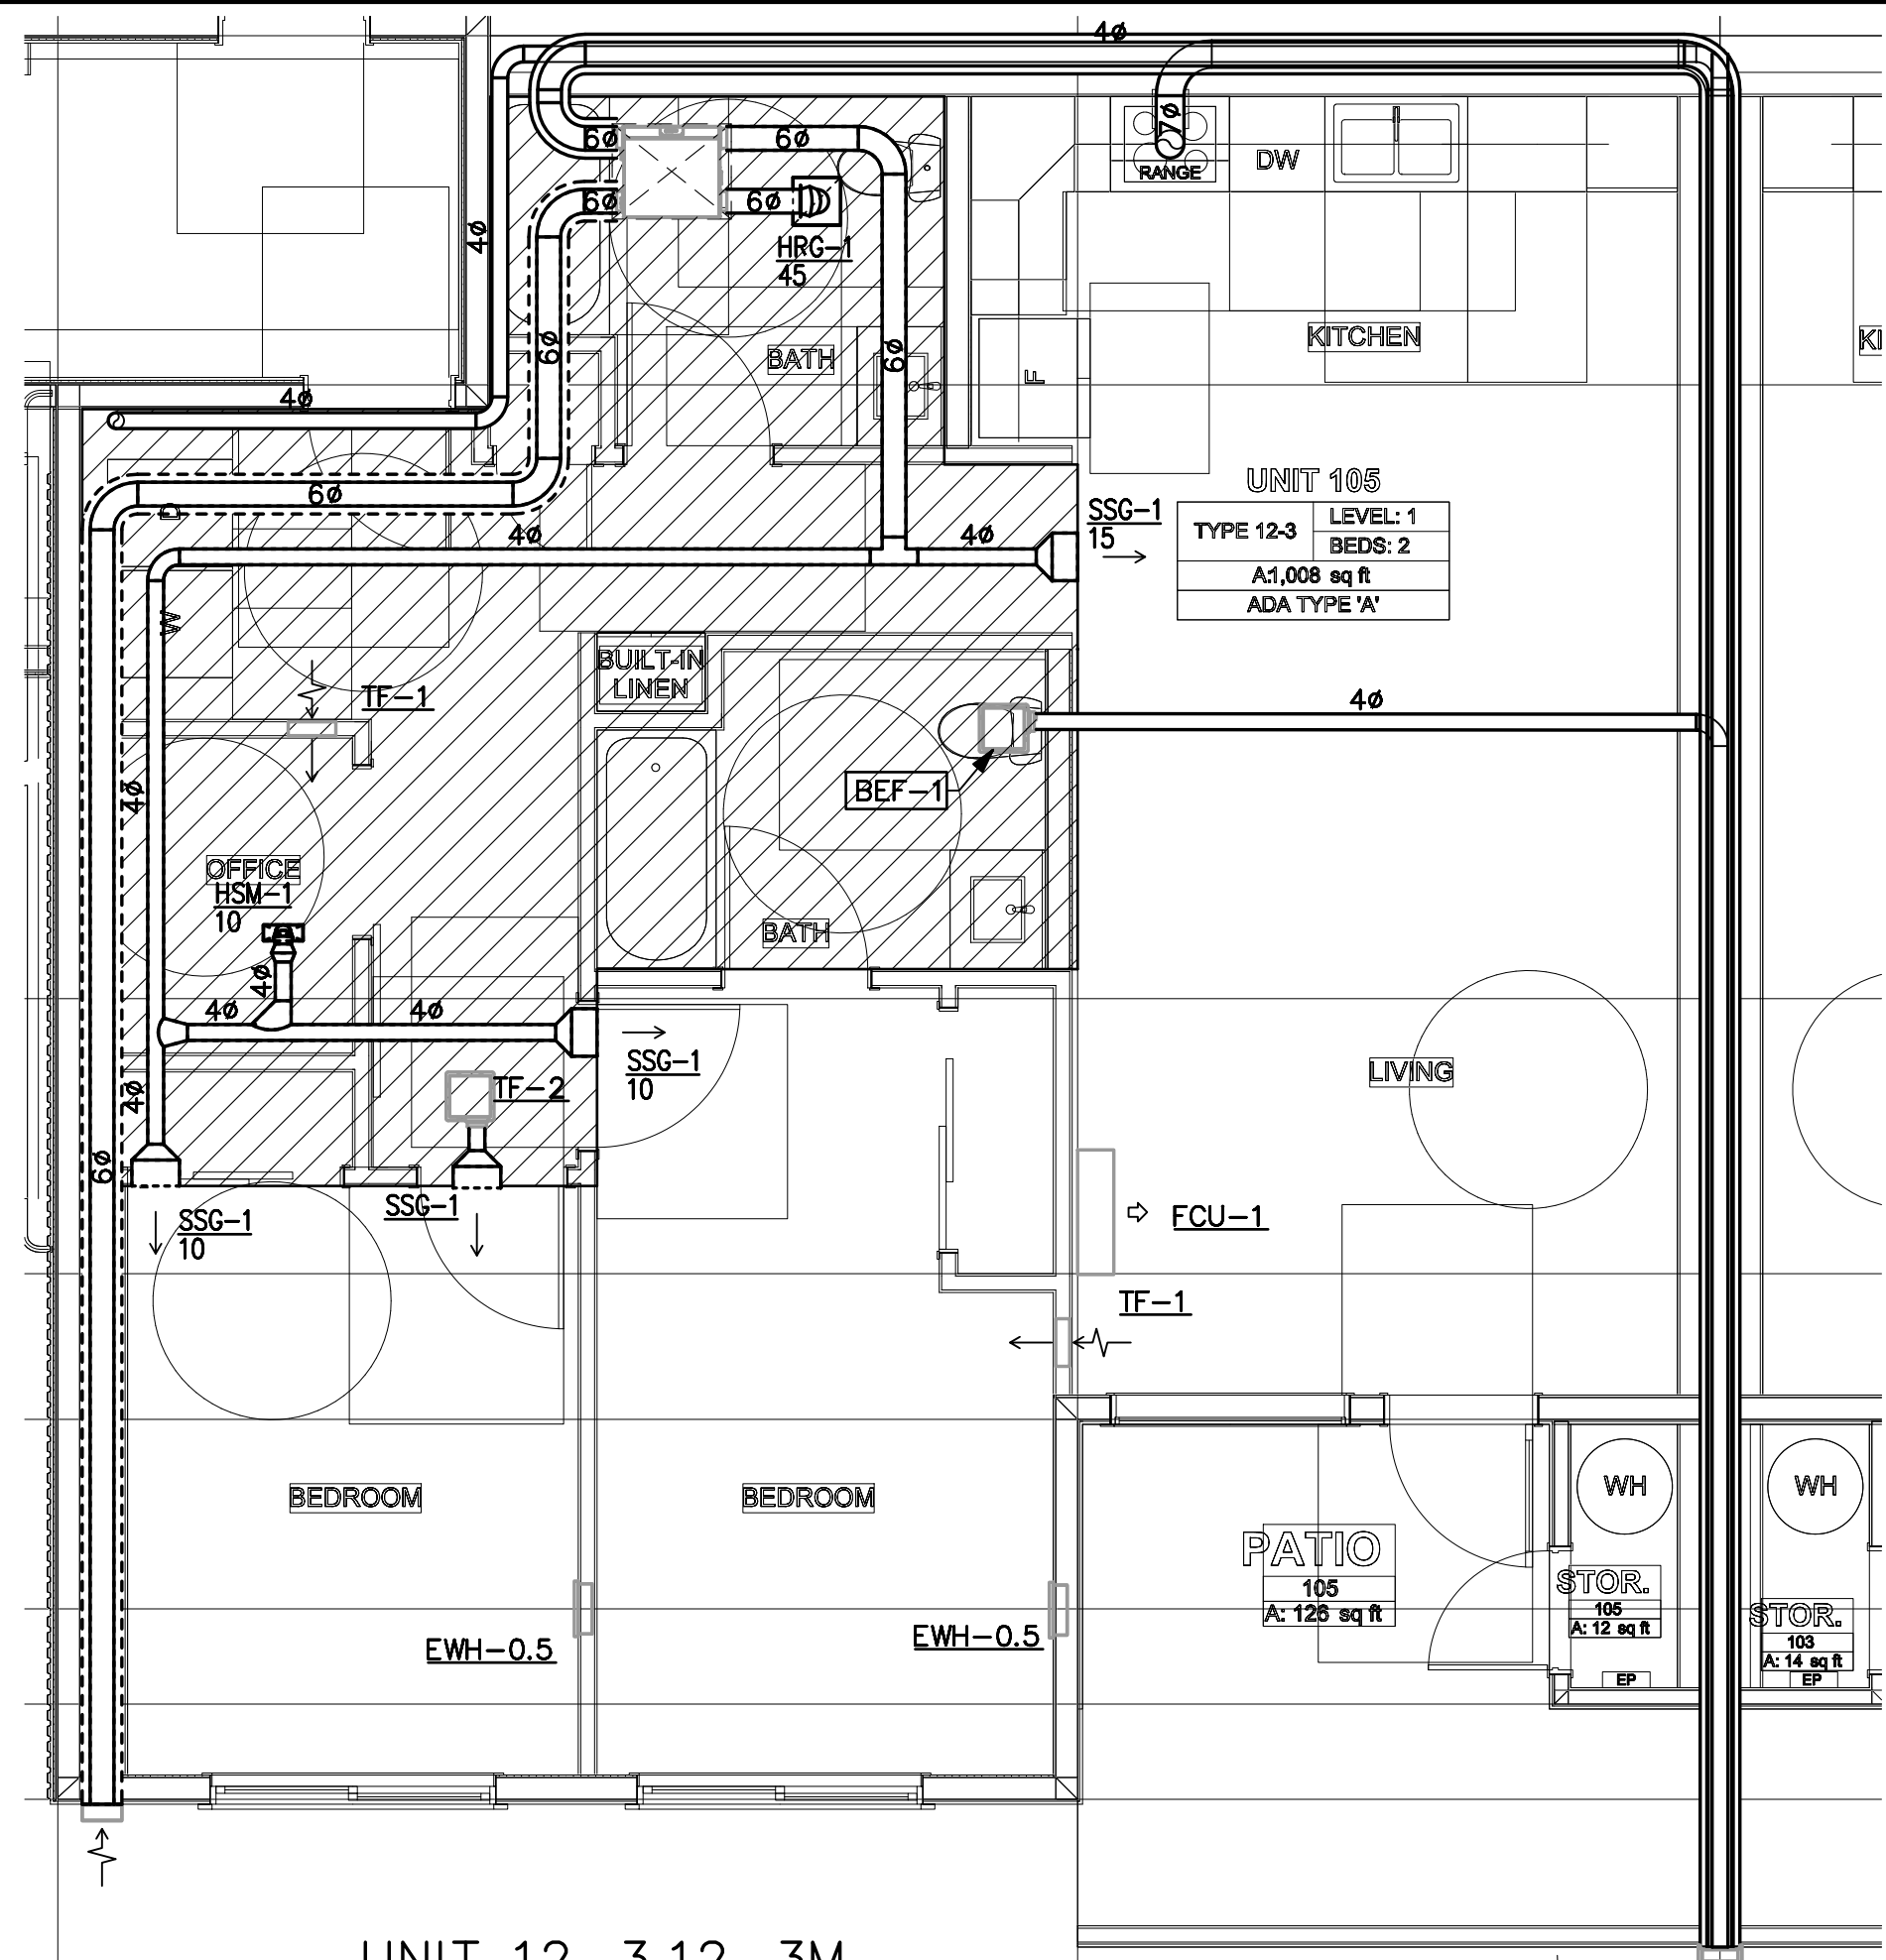 4ø
6ø
6ø
7ø
RANGE
DW
6ø
6ø
4ø
HRG-1
45
6ø
BATH
6ø
F
KITCHEN
4ø
6ø
D
UNIT 105
TYPE 12-3
LEVEL: 1
BEDS: 2
A:1,008 sq ft
ADA TYPE 'A'
SSG-1
15
4ø
4ø
W
BUILT-IN
LINEN
TF-1
4ø
BEF-1
4ø
OFFICE
HSM-1
10
BATH
4ø
4ø
4ø
SSG-1
10
LIVING
TF-2
4ø
6ø
SSG-1
10
SSG-1
FCU-1
TF-1
BEDROOM
BEDROOM
WH
WH
PATIO
105
A: 126 sq ft
STOR.
105
A: 12 sq ft
EP
STOR.
103
A: 14 sq ft
EP
EWH-0.5
EWH-0.5